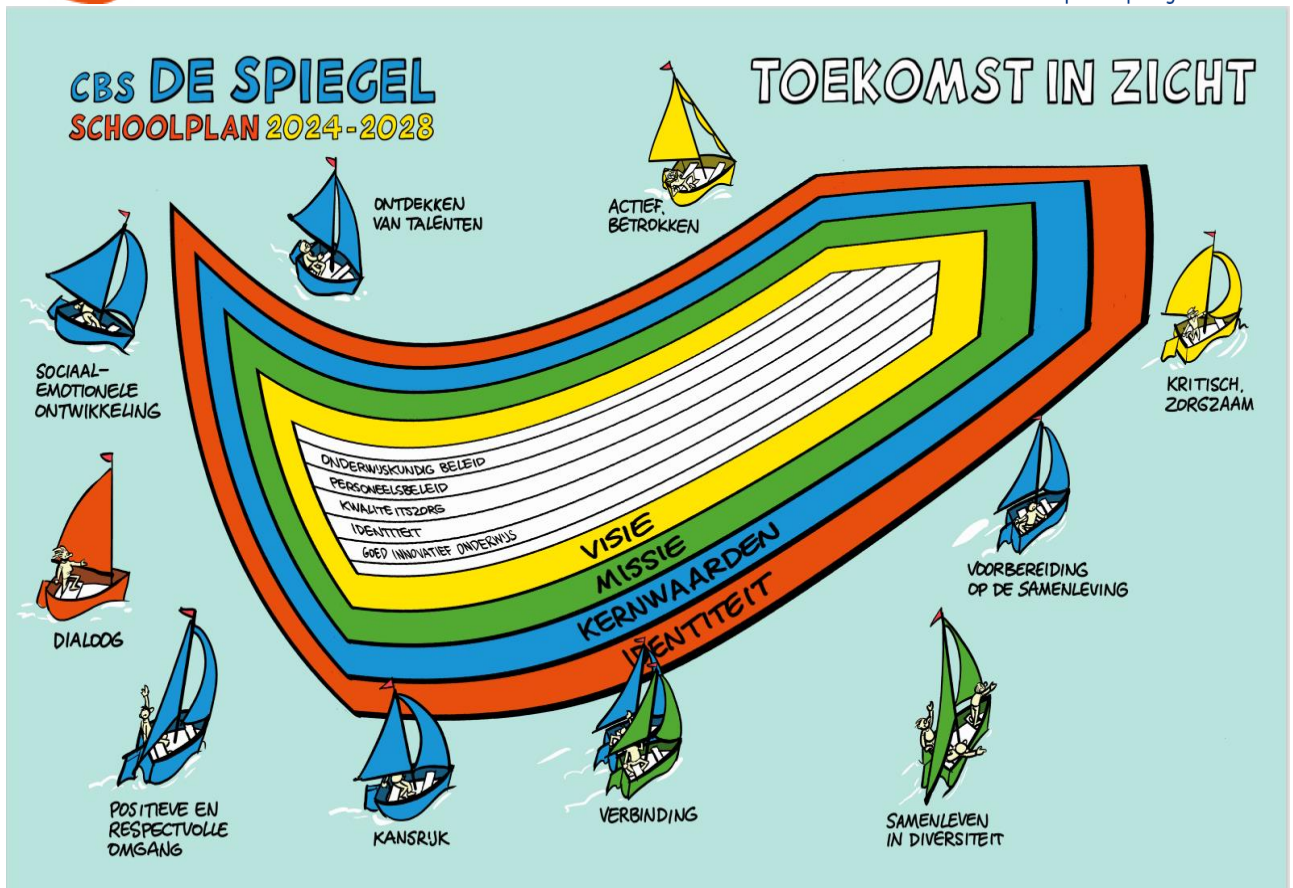 CBS DE SPIEGEL
SCHOOLPLAN 2024-2028
TOEKOMST IN ZICHT
ONTDEKKEN
VAN TALENTEN
ACTIEF,
BETROKKEN
SOCIAAL-
EMOTIONELE
ONTWIKKELING
KRITISCH,
ZORGZAAM
ONDERWIJSKUNDIG BELEID
PERSONEELSBELEID
KWALITEITSZORG
IDENTITEIT
GOED INNOVATIEF ONDERWIJS
VISIE
MISSIE
KERNWAARDEN
IDENTITEIT
DIALOOG
VOORBEREIDING
OP DE SAMENLEVING
POSITIEVE EN
RESPECTVOLLE
OMGANG
KANSRIJK
VERBINDING
SAMENLEVEN
IN DIVERSITEIT